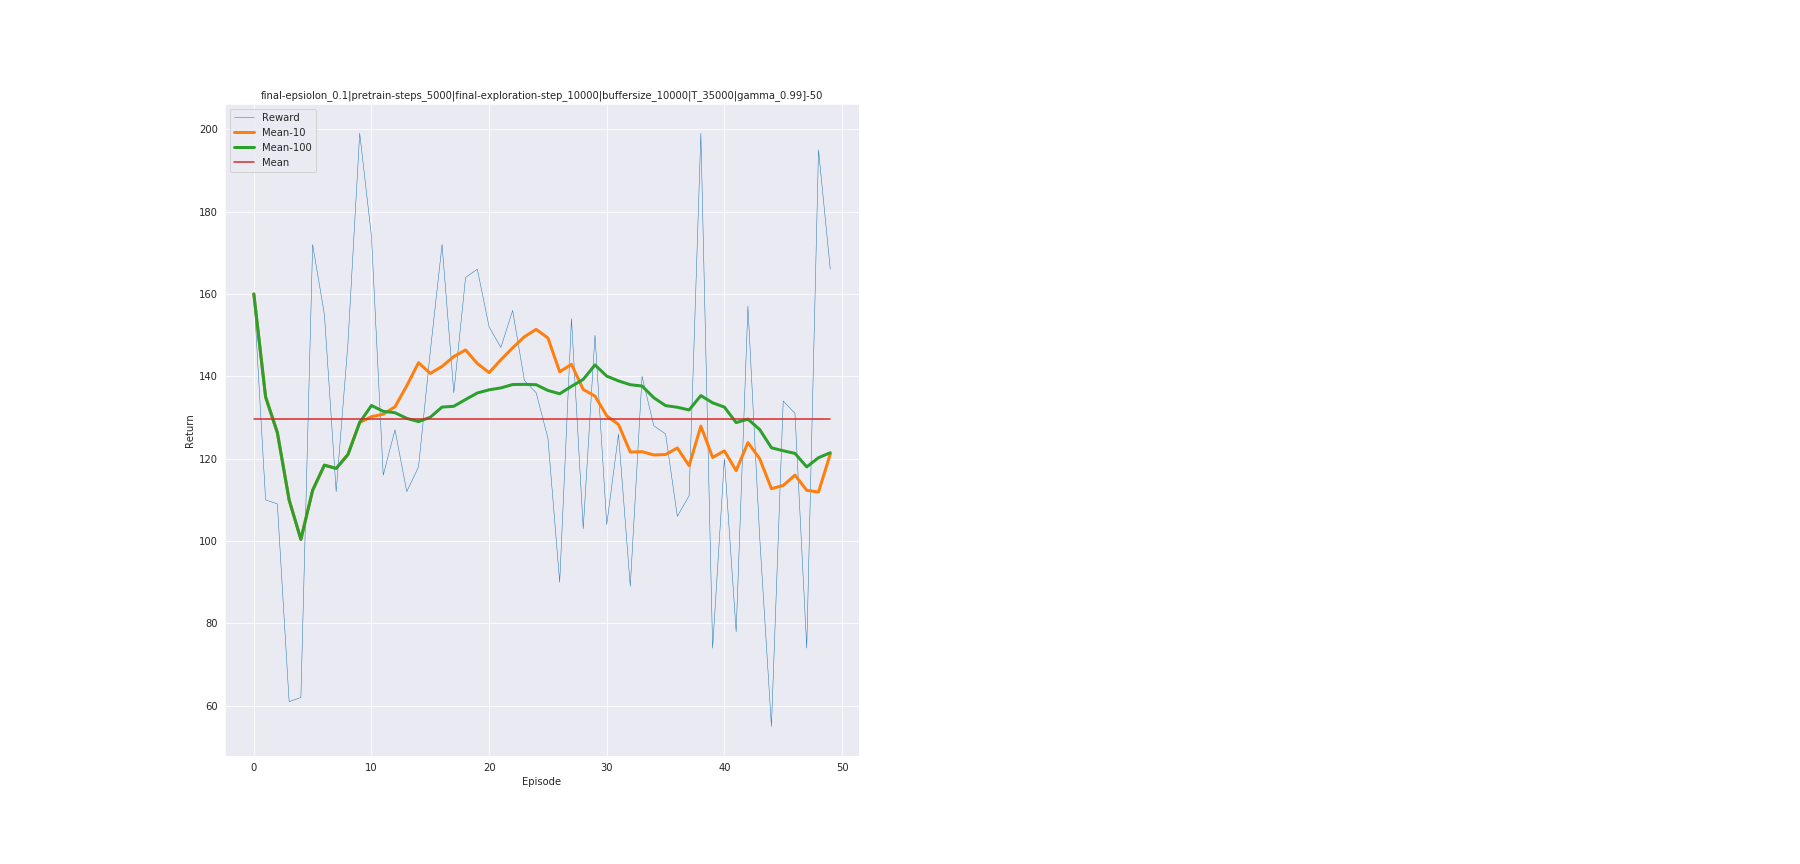 final-epsiolon_0.1|pretrain-steps_5000|final-exploration-step_10000|buffersize_10000|T_35000|gamma_0.99]-50
Reward
Mean-10
Mean-100
Mean
200
180
160
140
120
100
80
60
Return
0 10 20 30 40 50
Episode